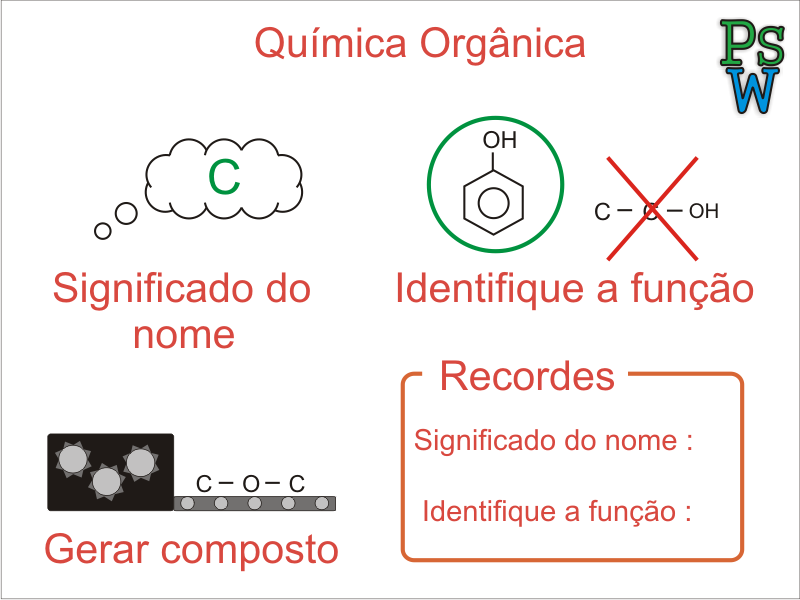 Química Orgânica
Ps
W
C
OH
C – C – OH
Significado do
nome
Identifique a função
Recordes
Significado do nome :
Identifique a função :
C – O – C
Gerar composto